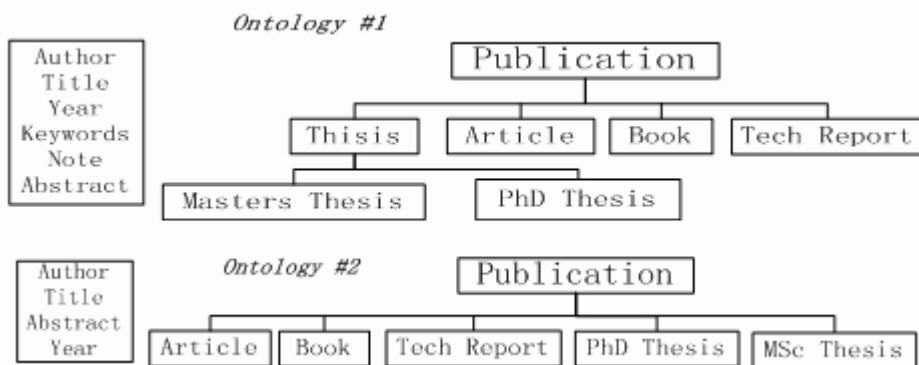 Ontology #1
Author
Title
Year
Keywords
Note
Abstract
Publication
Thisis Article Book Tech Report
Masters Thesis PhD Thesis
Ontology #2
Author
Title
Abstract
Year
Publication
Article Book Tech Report PhD Thesis MSc Thesis